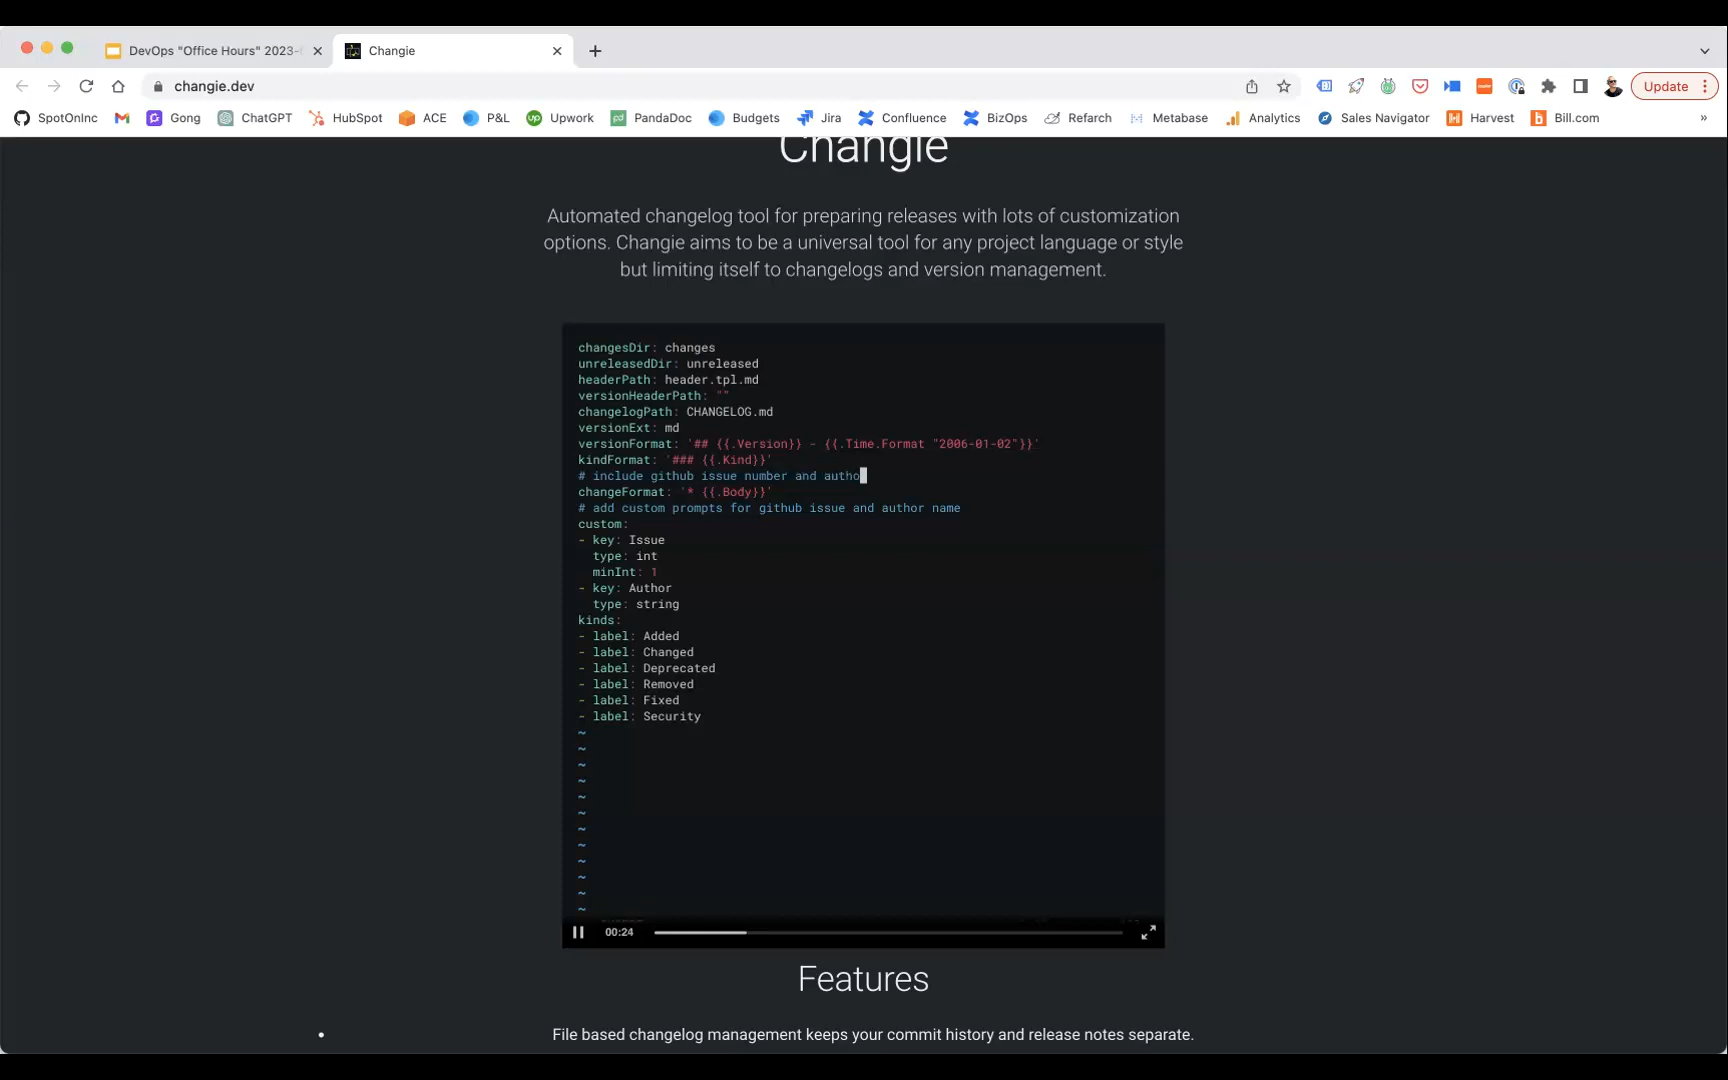 DevOps "Office Hours" 2023-
Changie
changie.dev
Update
SpotOnInc
Gong
ChatGPT
HubSpot
ACE
P&L
Upwork
PandaDoc
Budgets
Jira
Confluence
BizOps
Refarch
Metabase
Analytics
Sales Navigator
Harvest
Bill.com
»
Changie
Automated changelog tool for preparing releases with lots of customization
options. Changie aims to be a universal tool for any project language or style
but limiting itself to changelogs and version management.
changesDir: changes
unreleasedDir: unreleased
headerPath: header.tpl.md
versionHeaderPath: ""
changelogPath: CHANGELOG.md
versionExt: md
versionFormat: '## {{.Version}} - {{.Time.Format "2006-01-02"}}'
kindFormat: '### {{.Kind}}'
# include github issue number and autho
changeFormat: '* {{.Body}}'
# add custom prompts for github issue and author name
custom:
- key: Issue
  type: int
  minInt: 1
- key: Author
  type: string
kinds:
- label: Added
- label: Changed
- label: Deprecated
- label: Removed
- label: Fixed
- label: Security
~
~
~
~
~
~
~
~
~
~
~
~
00:24
Features
• File based changelog management keeps your commit history and release notes separate.